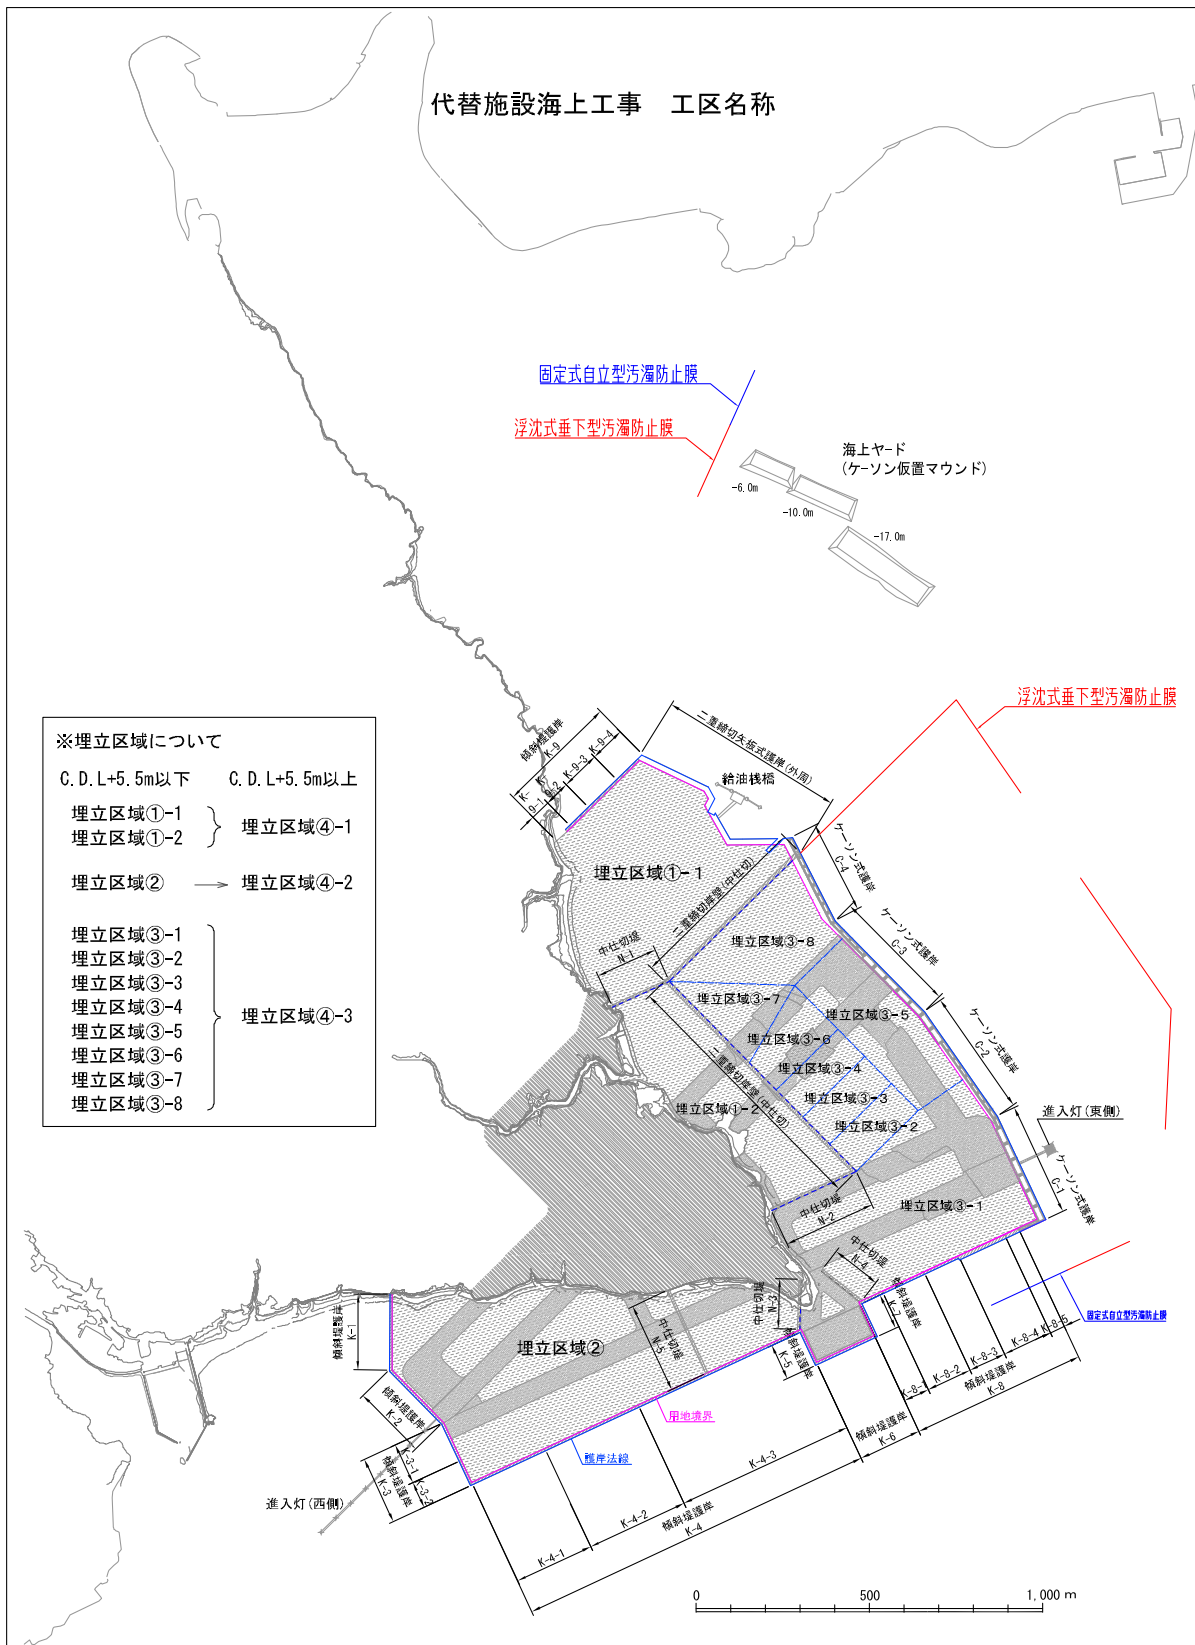 代替施設海上工事　工区名称
固定式自立型汚濁防止膜
浮沈式垂下型汚濁防止膜
海上ヤード
(ケーソン仮置マウンド)
-6.0m
-10.0m
-17.0m
浮沈式垂下型汚濁防止膜
※埋立区域について
C.D.L+5.5m以下　C.D.L+5.5m以上
埋立区域①-1
埋立区域①-2
埋立区域④-1
埋立区域② → 埋立区域④-2
埋立区域③-1
埋立区域③-2
埋立区域③-3
埋立区域③-4
埋立区域③-5
埋立区域③-6
埋立区域③-7
埋立区域③-8
埋立区域④-3
傾斜堤護岸
K-9
K-9-4
K-9-3
K-9-2
K-9-1
二重締切矢板式護岸(外周)
給油桟橋
埋立区域①-1
二重締切岸壁(中仕切)
ケーソン式護岸
C-4
ケーソン式護岸
C-3
ケーソン式護岸
C-2
ケーソン式護岸
C-1
中仕切堤
N-1
埋立区域③-8
埋立区域③-7
埋立区域③-5
埋立区域③-6
埋立区域③-4
埋立区域③-3
埋立区域③-2
二重締切岸壁(中仕切)
埋立区域①-2
進入灯(東側)
埋立区域③-1
中仕切堤
N-2
中仕切堤
N-4
中仕切堤
N-3
中仕切堤
N-5
傾斜堤護岸
K-1
埋立区域②
傾斜堤護岸
K-2
K-3-1
K-3-2
傾斜堤護岸
K-3
進入灯(西側)
用地境界
護岸法線
傾斜堤護岸
K-5
傾斜堤護岸
K-7
固定式自立型汚濁防止膜
K-8-1
K-8-2
K-8-3
K-8-4
K-8-5
傾斜堤護岸
K-8
傾斜堤護岸
K-6
K-4-1
K-4-2
K-4-3
傾斜堤護岸
K-4
0　500　1,000 m